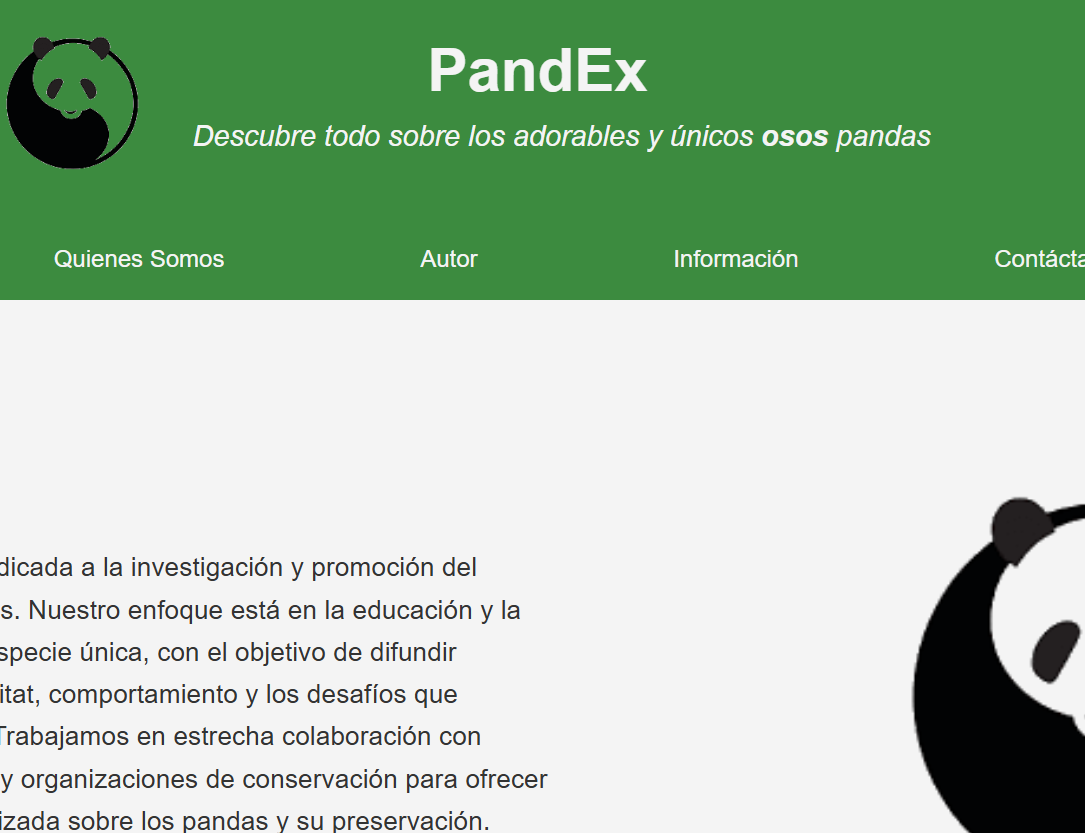 PandEx
Descubre todo sobre los adorables y únicos osos pandas
Quienes Somos Autor Información Contácta
dicada a la investigación y promoción del
s. Nuestro enfoque está en la educación y la
specie única, con el objetivo de difundir
itat, comportamiento y los desafíos que
Trabajamos en estrecha colaboración con
y organizaciones de conservación para ofrecer
izada sobre los pandas y su preservación.